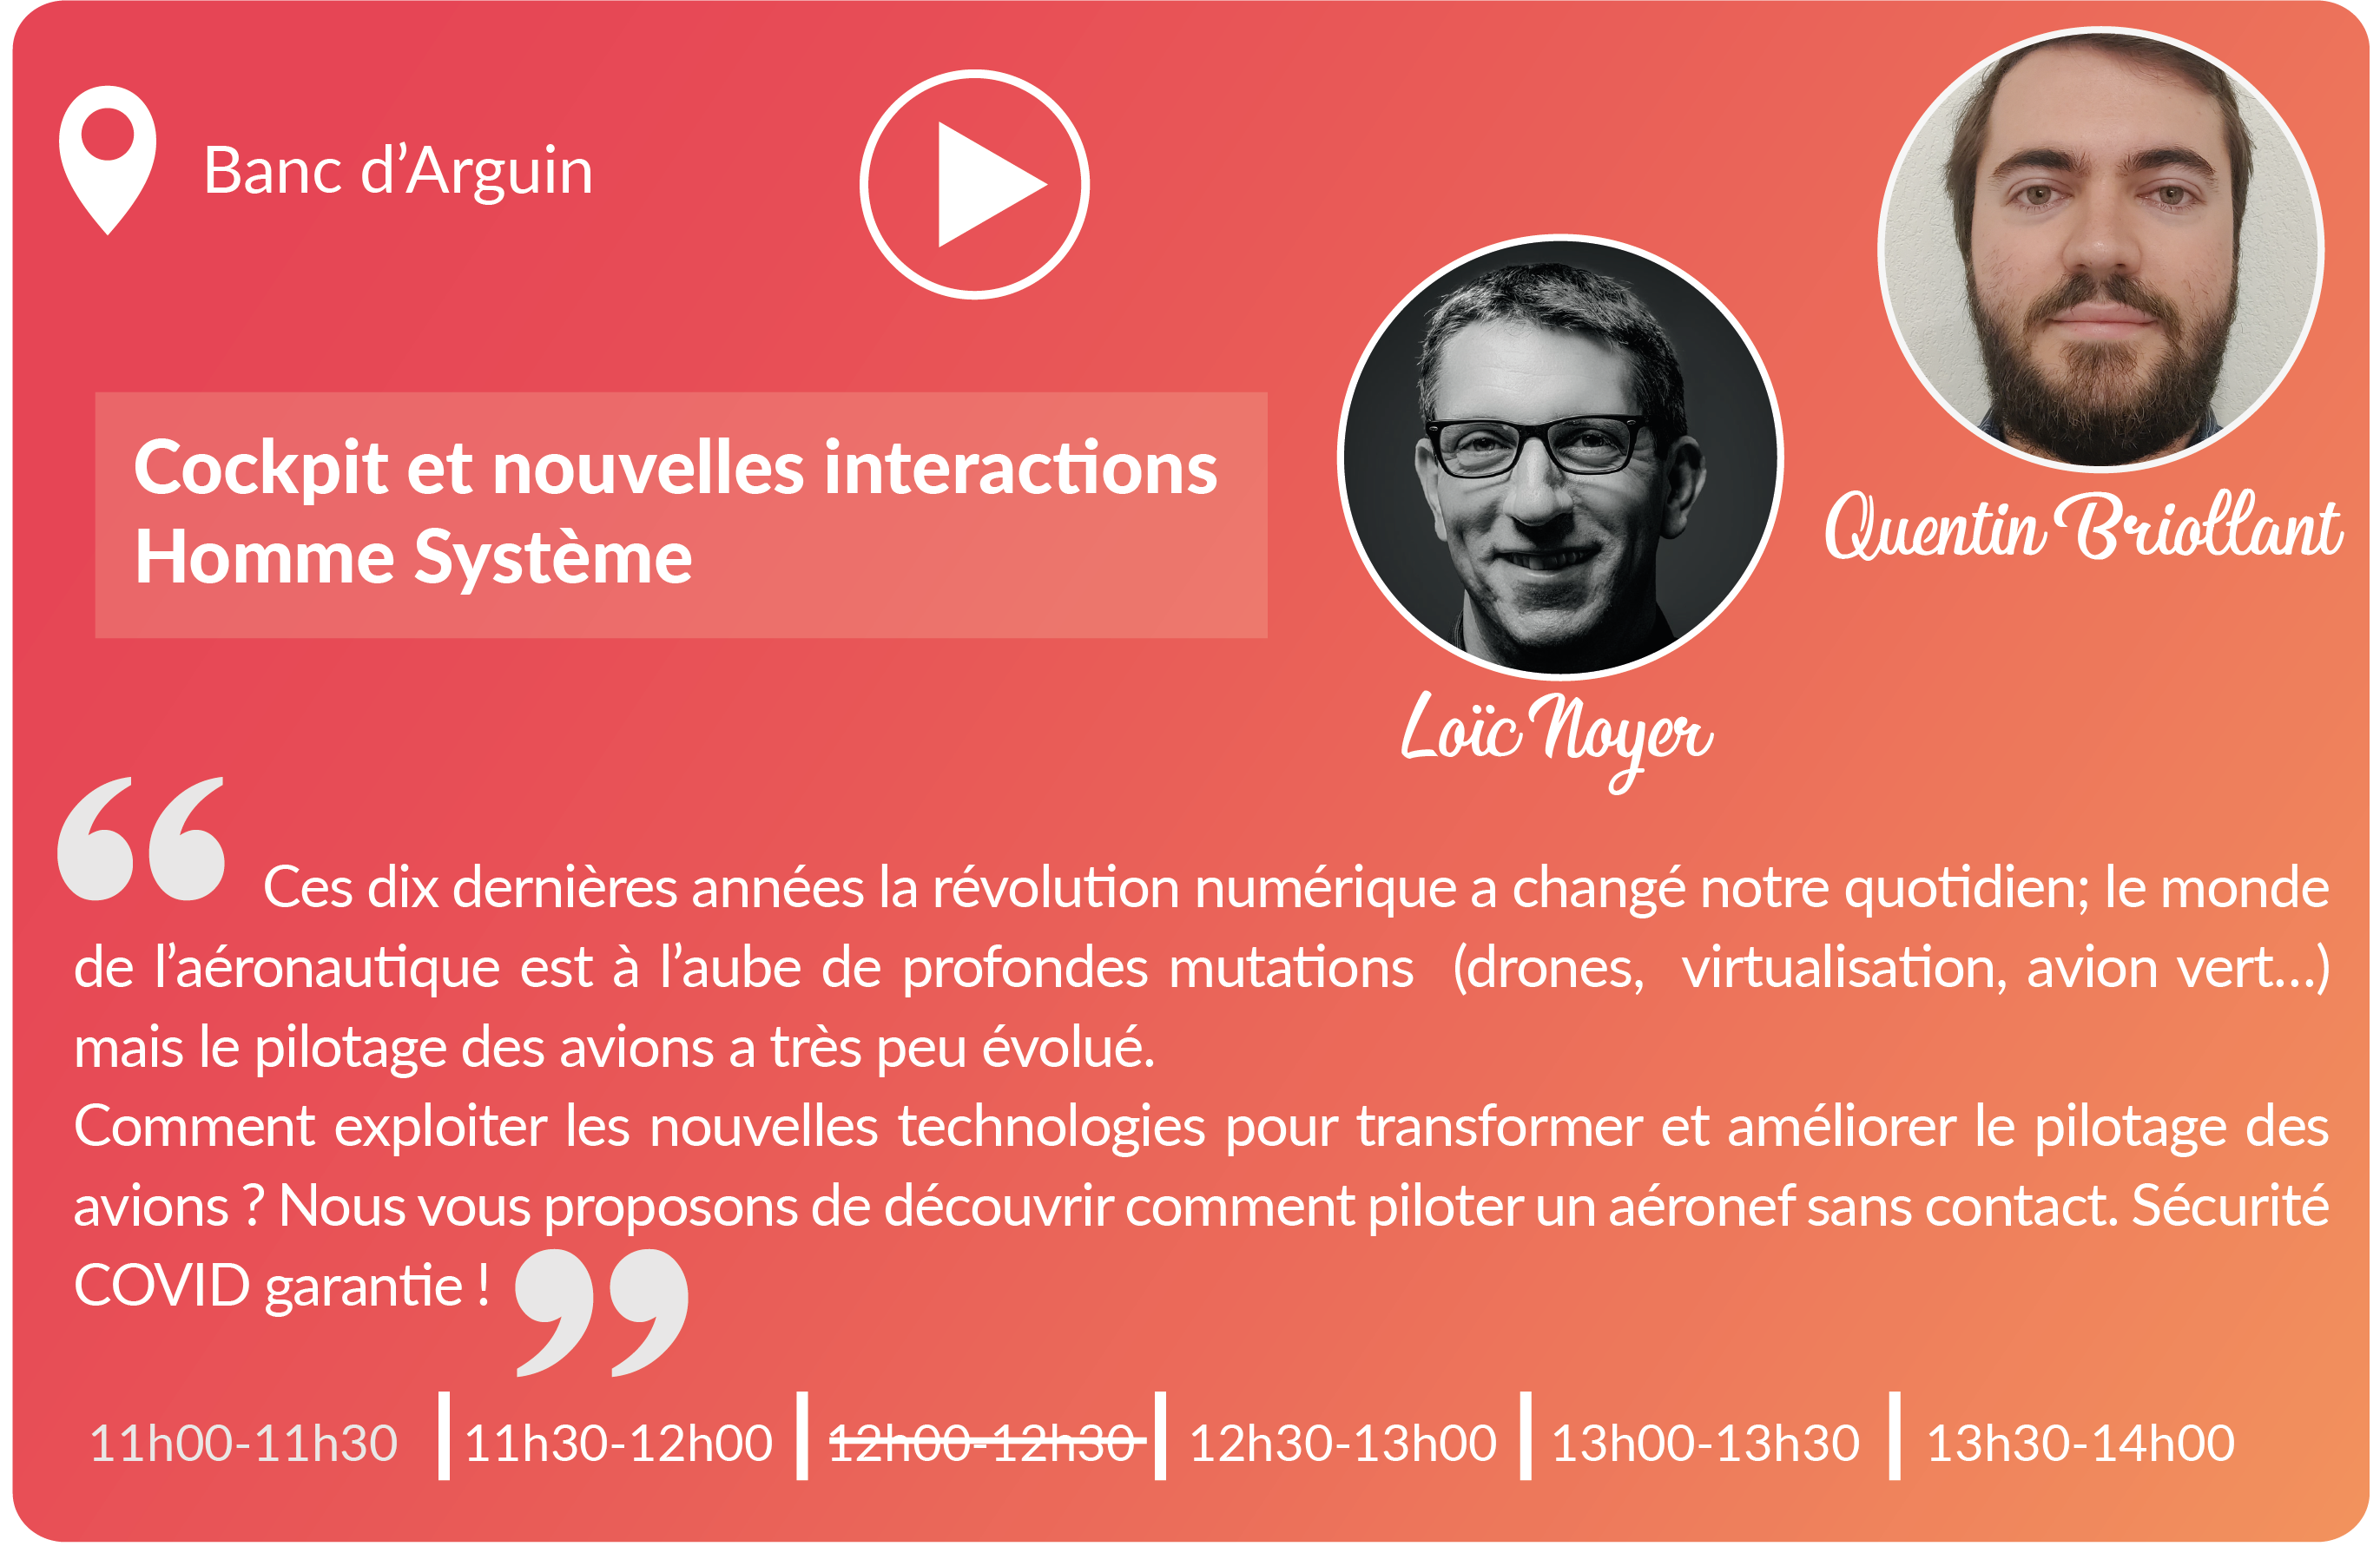 Banc d’Arguin
Cockpit et nouvelles interactions
Homme Système
Quentin Briollant
Loïc Noyer
“ Ces dix dernières années la révolution numérique a changé notre quotidien; le monde
de l’aéronautique est à l’aube de profondes mutations (drones, virtualisation, avion vert...)
mais le pilotage des avions a très peu évolué.
Comment exploiter les nouvelles technologies pour transformer et améliorer le pilotage des
avions ? Nous vous proposons de découvrir comment piloter un aéronef sans contact. Sécurité
COVID garantie ! ”
11h00-11h30 | 11h30-12h00 | 12h00-12h30 | 12h30-13h00 | 13h00-13h30 | 13h30-14h00